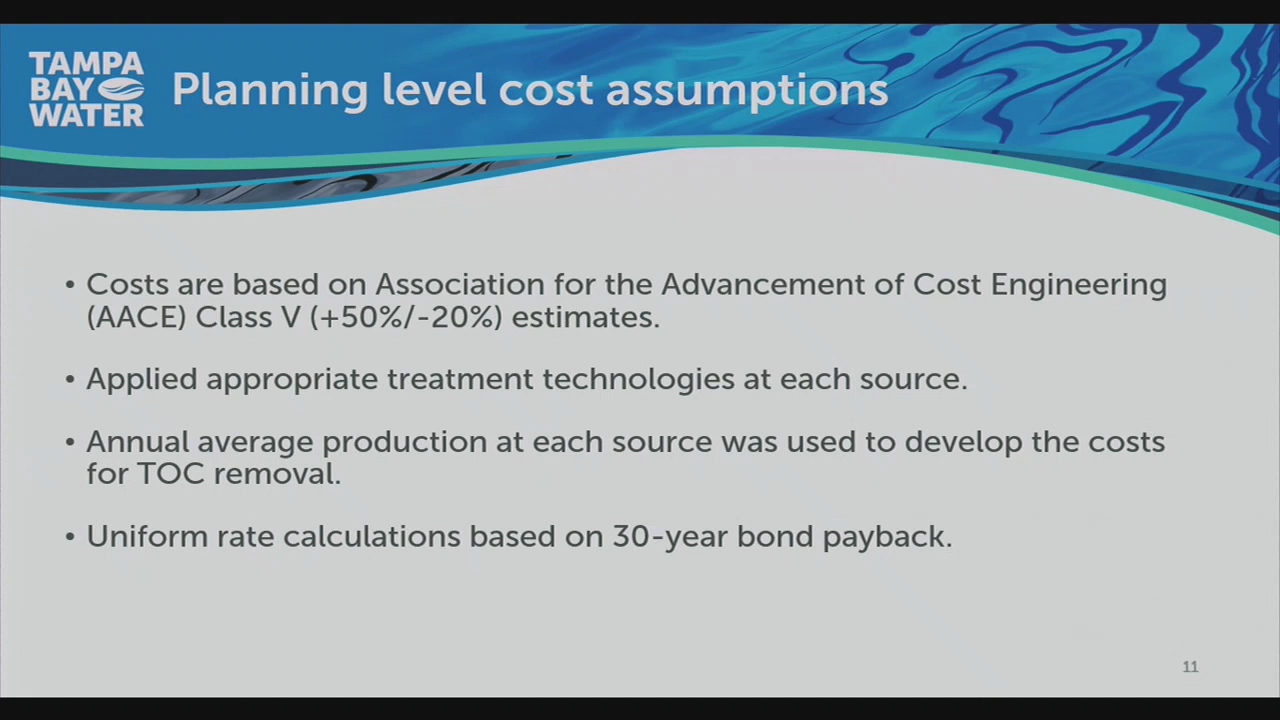 TAMPA
BAY
WATER
Planning level cost assumptions
• Costs are based on Association for the Advancement of Cost Engineering
(AACE) Class V (+50%/-20%) estimates.
• Applied appropriate treatment technologies at each source.
• Annual average production at each source was used to develop the costs
for TOC removal.
• Uniform rate calculations based on 30-year bond payback.
11